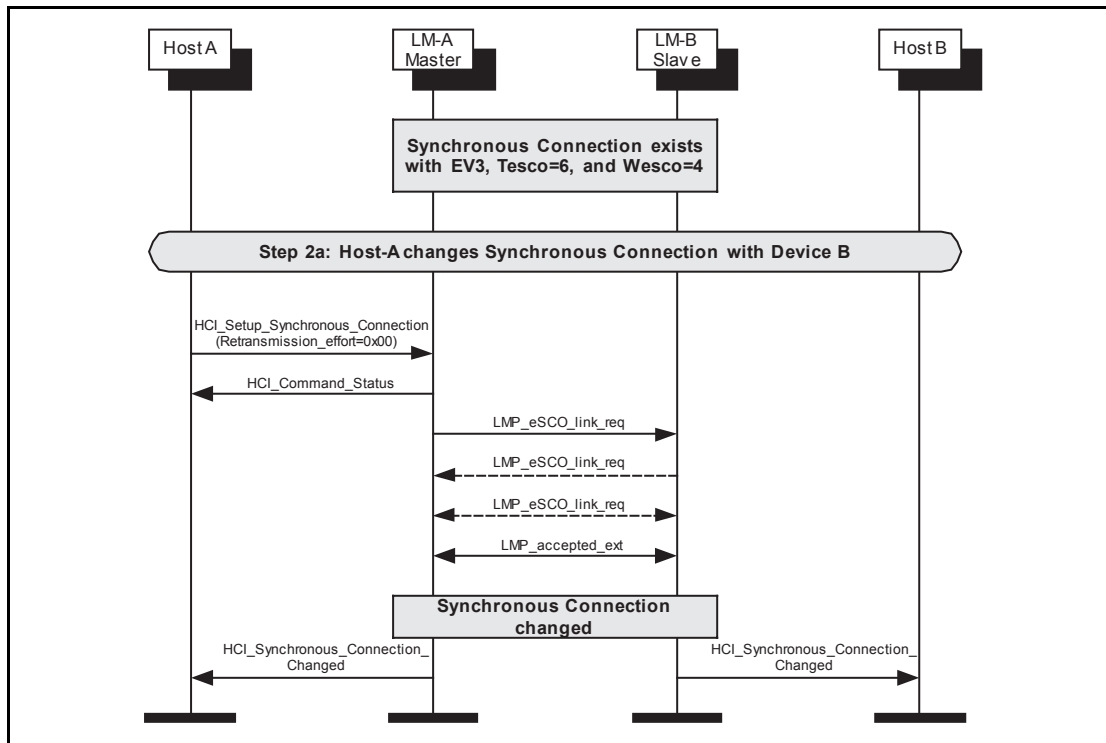 Host A
LM-A
Master
LM-B
Slave
Host B
Synchronous Connection exists
with EV3, Tesco=6, and Wesco=4
Step 2a: Host-A changes Synchronous Connection with Device B
HCI_Setup_Synchronous_Connection
(Retransmission_effort=0x00)
HCI_Command_Status
LMP_eSCO_link_req
LMP_eSCO_link_req
LMP_eSCO_link_req
LMP_accepted_ext
Synchronous Connection
changed
HCI_Synchronous_Connection_
Changed
HCI_Synchronous_Connection_
Changed